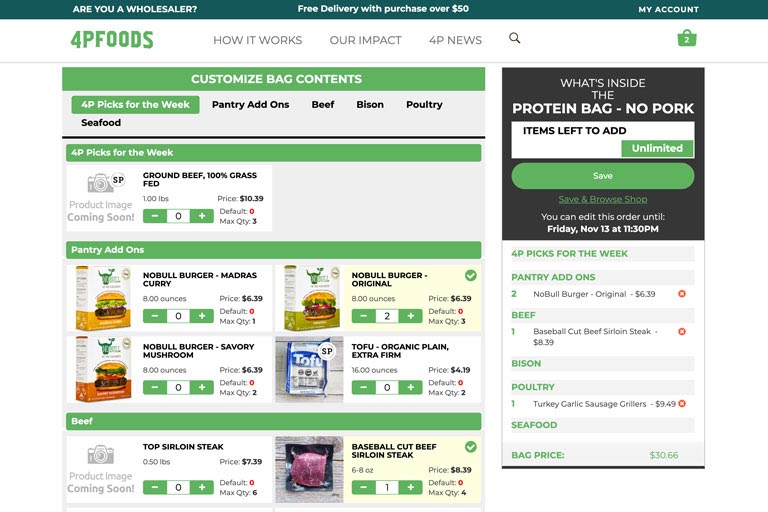 ARE YOU A WHOLESALER?
Free Delivery with purchase over $50
MY ACCOUNT
4PFOODS
HOW IT WORKS
OUR IMPACT
4P NEWS
2
CUSTOMIZE BAG CONTENTS
4P Picks for the Week
Pantry Add Ons
Beef
Bison
Poultry
Seafood
4P Picks for the Week
Product Image
Coming Soon!
SP
GROUND BEEF, 100% GRASS
FED
1.00 lbs
Price: $10.39
− 0 +
Default: 0
Max Qty: 3
Pantry Add Ons
NOBULL BURGER - MADRAS
CURRY
8.00 ounces
Price: $6.39
− 0 +
Default: 0
Max Qty: 1
NOBULL BURGER -
ORIGINAL
8.00 ounces
Price: $6.39
− 2 +
Default: 0
Max Qty: 3
NOBULL BURGER - SAVORY
MUSHROOM
8.00 ounces
Price: $6.39
− 0 +
Default: 0
Max Qty: 2
Tofu
SP
TOFU - ORGANIC PLAIN,
EXTRA FIRM
16.00 ounces
Price: $4.19
− 0 +
Default: 0
Max Qty: 2
Beef
Product Image
Coming Soon!
TOP SIRLOIN STEAK
0.50 lbs
Price: $7.39
− 0 +
Default: 0
Max Qty: 6
BASEBALL CUT BEEF
SIRLOIN STEAK
6-8 oz
Price: $8.39
− 1 +
Default: 0
Max Qty: 4
WHAT'S INSIDE
THE
PROTEIN BAG - NO PORK
ITEMS LEFT TO ADD
Unlimited
Save
Save & Browse Shop
You can edit this order until:
Friday, Nov 13 at 11:30PM
4P PICKS FOR THE WEEK
PANTRY ADD ONS
2 NoBull Burger - Original - $6.39
BEEF
1 Baseball Cut Beef Sirloin Steak -
$8.39
BISON
POULTRY
1 Turkey Garlic Sausage Grillers - $9.49
SEAFOOD
BAG PRICE:
$30.66